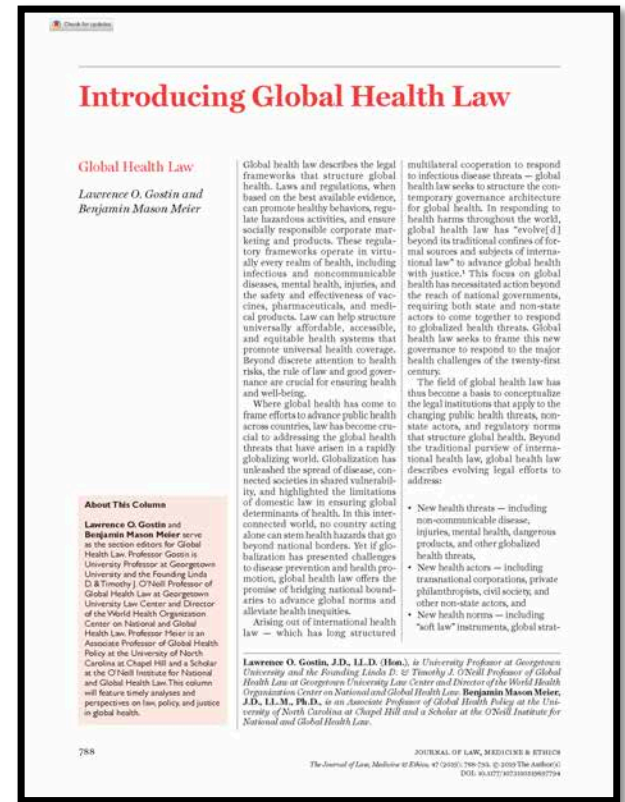 Check for updates
Introducing Global Health Law
Global Health Law
Lawrence O. Gostin and
Benjamin Mason Meier
About This Column
Lawrence O. Gostin and
Benjamin Mason Meier serve
as the section editors for Global
Health Law. Professor Gostin is
University Professor at Georgetown
University and the Founding Linda
D. & Timothy J. O'Neill Professor of
Global Health Law at Georgetown
University Law Center and Director
of the World Health Organization
Center on National and Global
Health Law. Professor Meier is an
Associate Professor of Global Health
Policy at the University of North
Carolina at Chapel Hill and a Scholar
at the O'Neill Institute for National
and Global Health Law. This column
will feature timely analyses and
perspectives on law, policy, and justice
in global health.
Global health law describes the legal
frameworks that structure global
health. Laws and regulations, when
based on the best available evidence,
can promote healthy behaviors, regu-
late hazardous activities, and ensure
socially responsible corporate mar-
keting and products. These regula-
tory frameworks operate in virtu-
ally every realm of health, including
infectious and noncommunicable
diseases, mental health, injuries, and
the safety and effectiveness of vac-
cines, pharmaceuticals, and medi-
cal products. Law can help structure
universally affordable, accessible,
and equitable health systems that
promote universal health coverage.
Beyond discrete attention to health
risks, the rule of law and good gover-
nance are crucial for ensuring health
and well-being.
Where global health has come to
frame efforts to advance public health
across countries, law has become cru-
cial to addressing the global health
threats that have arisen in a rapidly
globalizing world. Globalization has
unleashed the spread of disease, con-
nected societies in shared vulnerabil-
ity, and highlighted the limitations
of domestic law in ensuring global
determinants of health. In this inter-
connected world, no country acting
alone can stem health hazards that go
beyond national borders. Yet if glo-
balization has presented challenges
to disease prevention and health pro-
motion, global health law offers the
promise of bridging national bound-
aries to advance global norms and
alleviate health inequities.
Arising out of international health
law — which has long structured
multilateral cooperation to respond
to infectious disease threats — global
health law seeks to structure the con-
temporary governance architecture
for global health. In responding to
health harms throughout the world,
global health law has "evolve[d]
beyond its traditional confines of for-
mal sources and subjects of interna-
tional law" to advance global health
with justice.¹ This focus on global
health has necessitated action beyond
the reach of national governments,
requiring both state and non-state
actors to come together to respond
to globalized health threats. Global
health law seeks to frame this new
governance to respond to the major
health challenges of the twenty-first
century.
The field of global health law has
thus become a basis to conceptualize
the legal institutions that apply to the
changing public health threats, non-
state actors, and regulatory norms
that structure global health. Beyond
the traditional purview of interna-
tional health law, global health law
describes evolving legal efforts to
address:
• New health threats — including
non-communicable disease,
injuries, mental health, dangerous
products, and other globalized
health threats,
• New health actors — including
transnational corporations, private
philanthropists, civil society, and
other non-state actors, and
• New health norms — including
"soft law" instruments, global strat-
Lawrence O. Gostin, J.D., LL.D. (Hon.), is University Professor at Georgetown
University and the Founding Linda D. & Timothy J. O'Neill Professor of Global
Health Law at Georgetown University Law Center and Director of the World Health
Organization Center on National and Global Health Law. Benjamin Mason Meier,
J.D., LL.M., Ph.D., is an Associate Professor of Global Health Policy at the Uni-
versity of North Carolina at Chapel Hill and a Scholar at the O'Neill Institute for
National and Global Health Law.
788
JOURNAL OF LAW, MEDICINE & ETHICS
The Journal of Law, Medicine & Ethics, 47 (2019): 788-793. © 2019 The Author(s)
DOI: 10.1177/1073110519897794